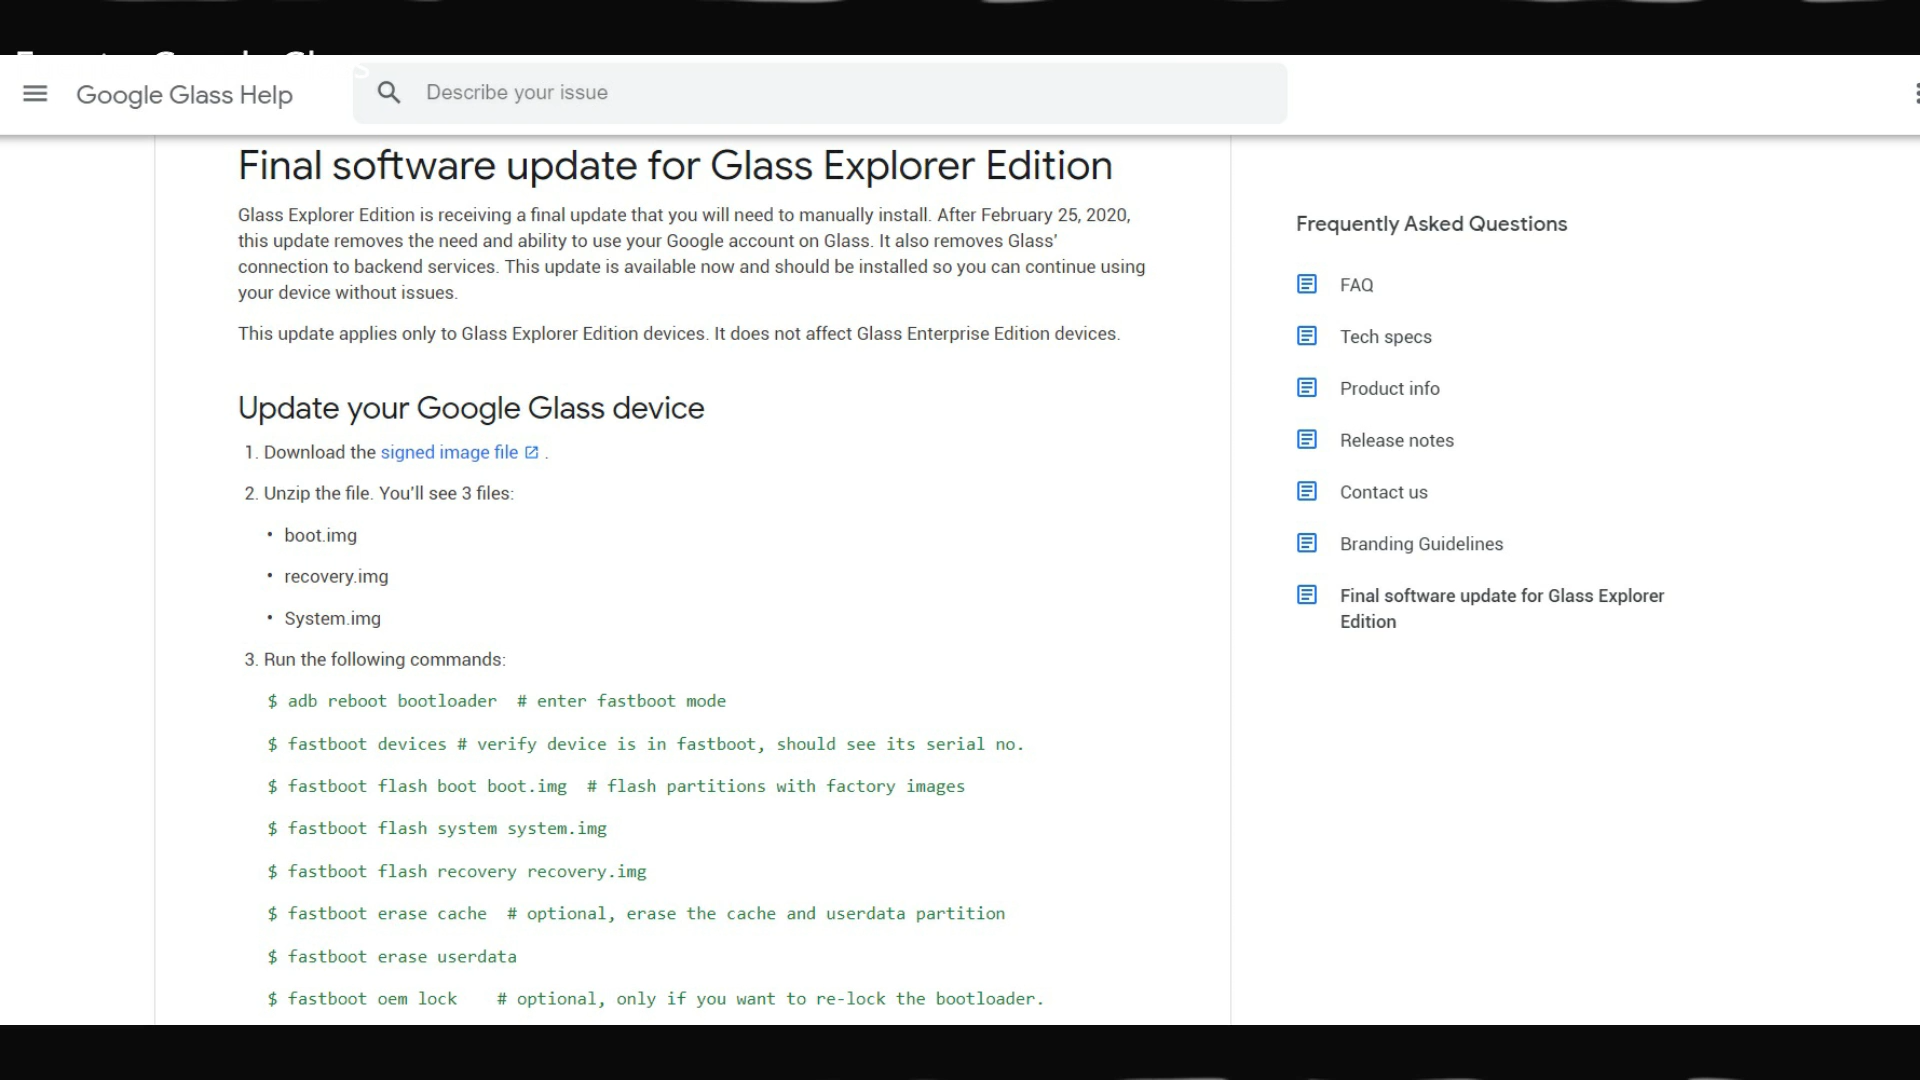 Google Glass Help
Describe your issue
Final software update for Glass Explorer Edition
Glass Explorer Edition is receiving a final update that you will need to manually install. After February 25, 2020,
this update removes the need and ability to use your Google account on Glass. It also removes Glass'
connection to backend services. This update is available now and should be installed so you can continue using
your device without issues.
This update applies only to Glass Explorer Edition devices. It does not affect Glass Enterprise Edition devices.
Update your Google Glass device
1. Download the signed image file .
2. Unzip the file. You'll see 3 files:
• boot.img
• recovery.img
• System.img
3. Run the following commands:
$ adb reboot bootloader # enter fastboot mode
$ fastboot devices # verify device is in fastboot, should see its serial no.
$ fastboot flash boot boot.img # flash partitions with factory images
$ fastboot flash system system.img
$ fastboot flash recovery recovery.img
$ fastboot erase cache # optional, erase the cache and userdata partition
$ fastboot erase userdata
$ fastboot oem lock # optional, only if you want to re-lock the bootloader.
Frequently Asked Questions
FAQ
Tech specs
Product info
Release notes
Contact us
Branding Guidelines
Final software update for Glass Explorer
Edition